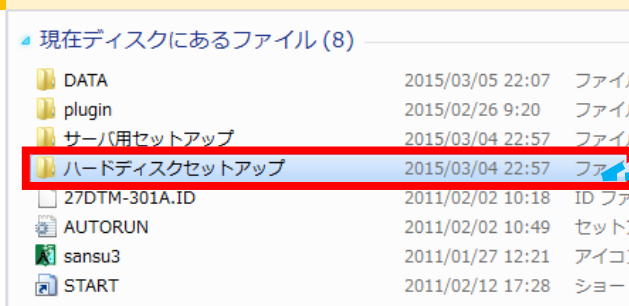 現在ディスクにあるファイル (8)
DATA 2015/03/05 22:07 ファイル
plugin 2015/02/26 9:20 ファイル
サーバ用セットアップ 2015/03/04 22:57 ファイル
ハードディスクセットアップ 2015/03/04 22:57 ファ
27DTM-301A.ID 2011/02/02 10:18 ID ファ
AUTORUN 2011/02/02 10:49 セット
sansu3 2011/01/27 12:21 アイコ
START 2011/02/12 17:28 ショー